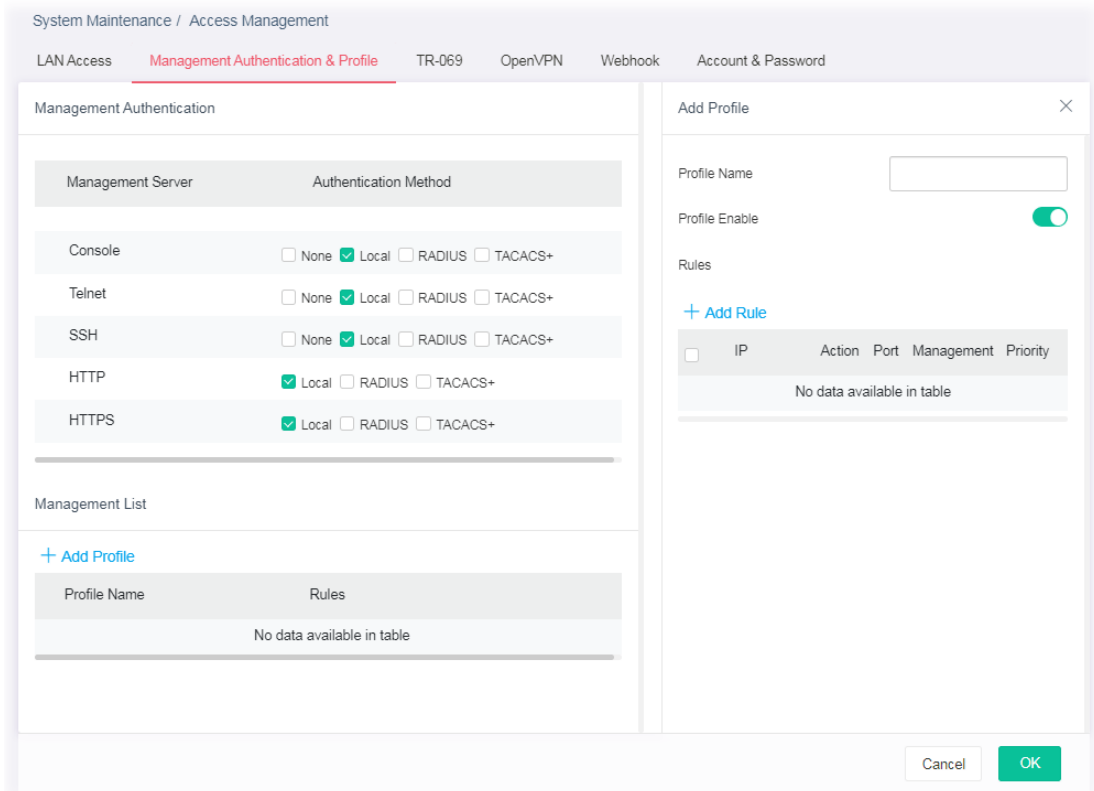 System Maintenance / Access Management
LAN Access Management Authentication & Profile TR-069 OpenVPN Webhook Account & Password
Management Authentication
Management Server Authentication Method
Console None Local RADIUS TACACS+
Telnet None Local RADIUS TACACS+
SSH None Local RADIUS TACACS+
HTTP Local RADIUS TACACS+
HTTPS Local RADIUS TACACS+
Management List
+ Add Profile
Profile Name Rules
No data available in table
Add Profile
Profile Name
Profile Enable
Rules
+ Add Rule
IP Action Port Management Priority
No data available in table
Cancel OK